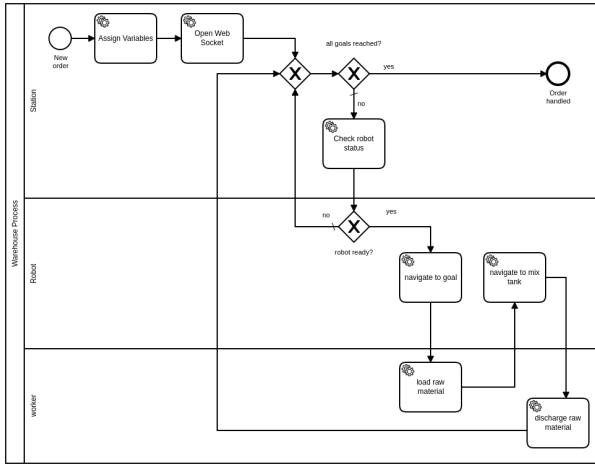 Warehouse Process
Station
New
order
Assign Variables
Open Web
Socket
all goals reached?
yes
no
Order
handled
Check robot
status
Robot
no
yes
robot ready?
navigate to goal
navigate to mix
tank
worker
load raw
material
discharge raw
material